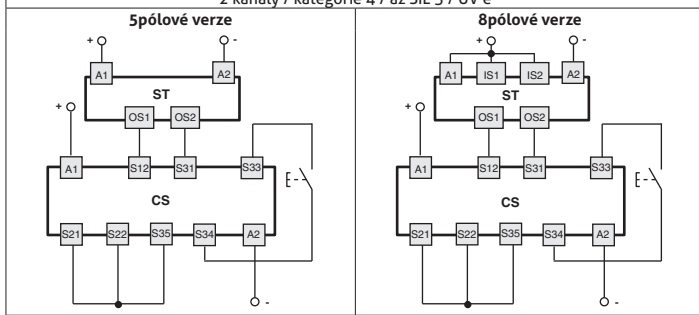 2 kanály / kategorie 4 / až SIL 3 / ÚV e
5pólové verze
8pólové verze
+ -
A1 A2
ST
OS1 OS2
+
A1 S12 S31 S33
CS
S21 S22 S35 S34 A2
-
+ -
A1 IS1 IS2 A2
ST
OS1 OS2
+
A1 S12 S31 S33
CS
S21 S22 S35 S34 A2
-